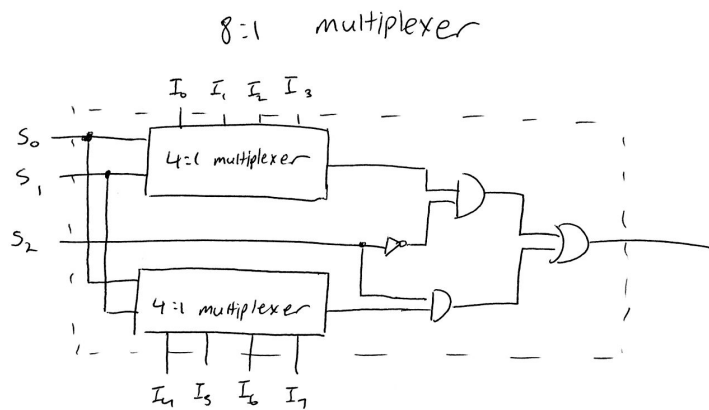 8:1 multiplexer
I0 I1 I2 I3
S0
4:1 multiplexer
S1
S2
4:1 multiplexer
I4 I5 I6 I7